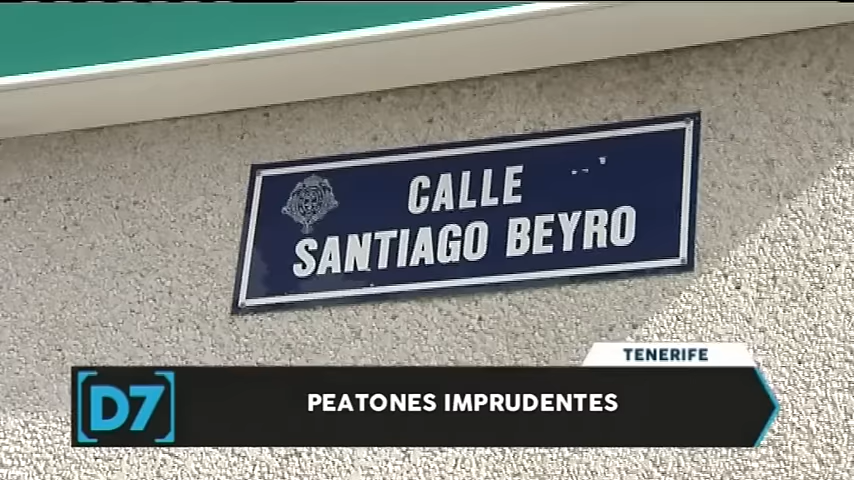 CALLE
SANTIAGO BEYRO
TENERIFE
D7
PEATONES IMPRUDENTES